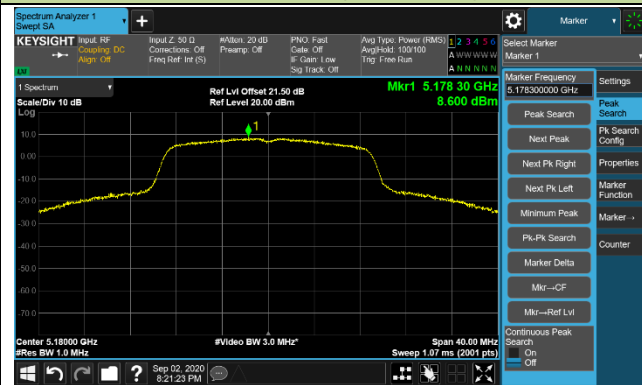 Spectrum Analyzer 1
Swept SA
+
Marker
KEYSIGHT
Input: RF
Coupling: DC
Align: Off
Input Z: 50 Ω
Corrections: Off
Freq Ref: Int (S)
#Atten: 20 dB
Preamp: Off
PNO: Fast
Gate: Off
IF Gain: Low
Sig Track: Off
Avg Type: Power (RMS)
Avg|Hold: 100/100
Trig: Free Run
1 2 3 4 5 6
A W W W W W
A N N N N N
LXI
Select Marker
Marker 1
1 Spectrum
Scale/Div 10 dB
Log
Ref Lvl Offset 21.50 dB
Ref Level 20.00 dBm
Mkr1 5.178 30 GHz
8.600 dBm
1
10.0
0.00
-10.0
-20.0
-30.0
-40.0
-50.0
-60.0
-70.0
Center 5.18000 GHz
#Res BW 1.0 MHz
#Video BW 3.0 MHz*
Span 40.00 MHz
Sweep 1.07 ms (2001 pts)
Marker Frequency
5.178300000 GHz
Peak Search
Next Peak
Next Pk Right
Next Pk Left
Minimum Peak
Pk-Pk Search
Marker Delta
Mkr→CF
Mkr→Ref Lvl
Continuous Peak
Search
On
Off
Settings
Peak
Search
Pk Search
Config
Properties
Marker
Function
Marker→
Counter
?
Sep 02, 2020
8:21:23 PM